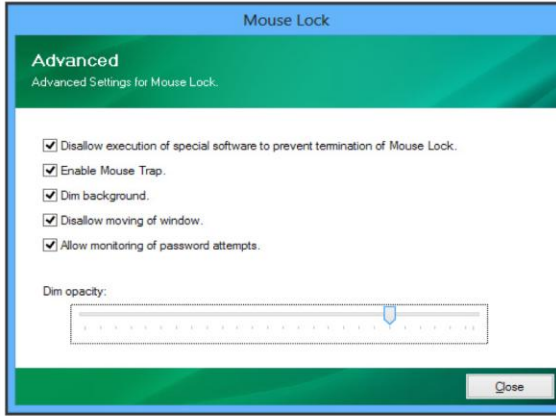 Mouse Lock
Advanced
Advanced Settings for Mouse Lock.
Disallow execution of special software to prevent termination of Mouse Lock.
Enable Mouse Trap.
Dim background.
Disallow moving of window.
Allow monitoring of password attempts.
Dim opacity:
Close